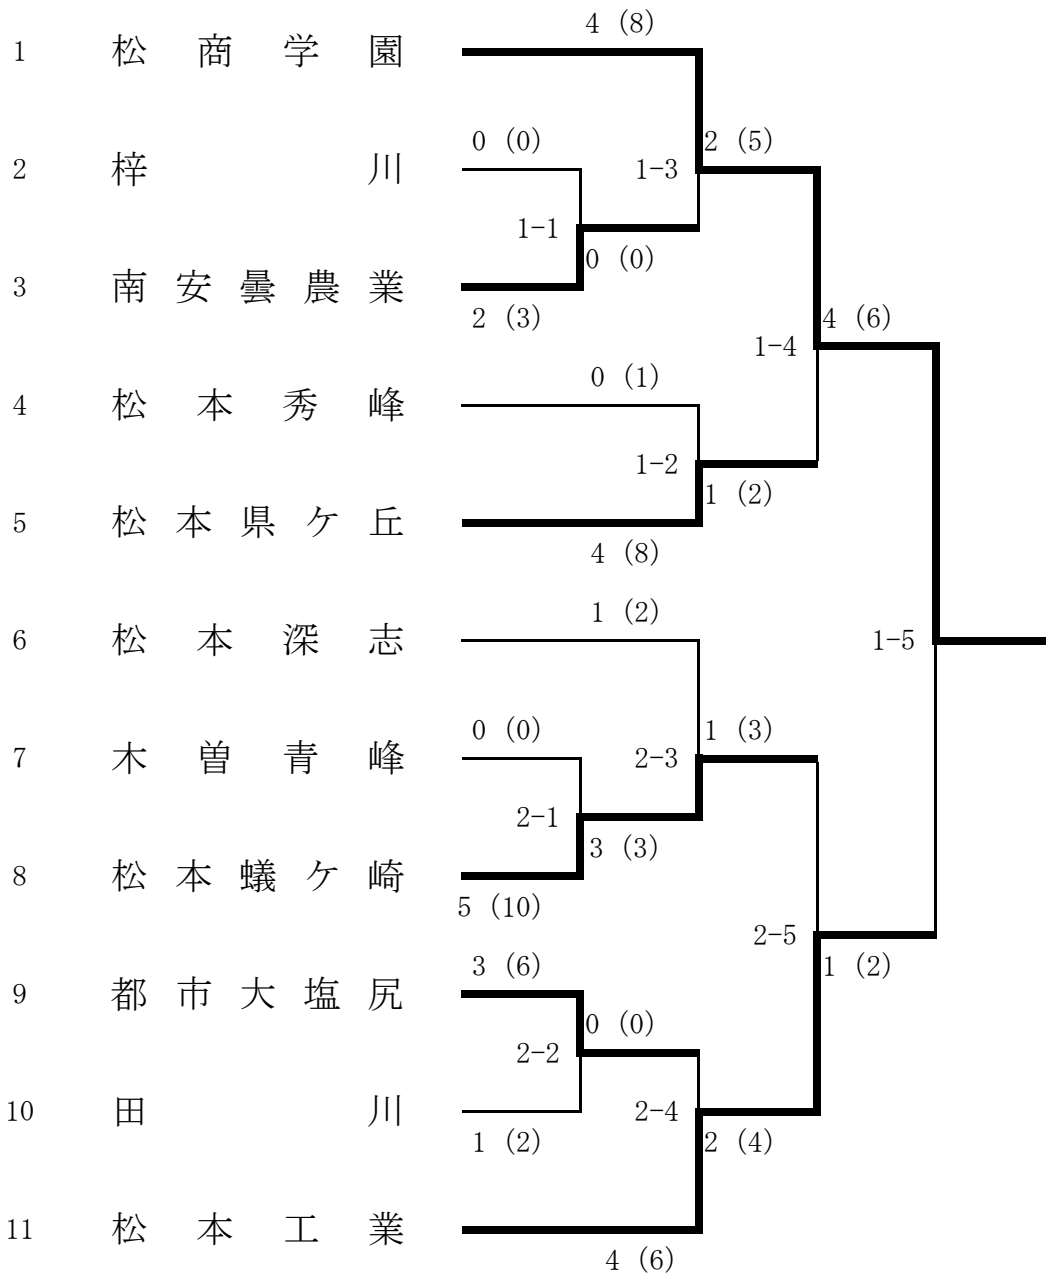 4 (8)
1 松商学園
0 (0) 2 (5)
2 梓川 1-3
1-1
0 (0)
3 南安曇農業
2 (3) 4 (6)
1-4
0 (1)
4 松本秀峰
1-2
1 (2)
5 松本県ケ丘
4 (8)
1 (2)
6 松本深志 1-5
0 (0) 1 (3)
7 木曽青峰 2-3
2-1
3 (3)
8 松本蟻ケ崎
5 (10)
2-5
3 (6) 1 (2)
9 都市大塩尻
0 (0)
2-2
10 田川 2-4
1 (2) 2 (4)
11 松本工業
4 (6)